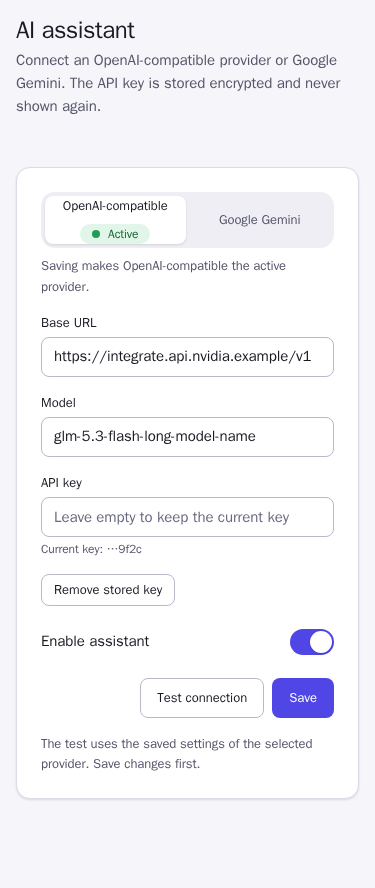 AI assistant
Connect an OpenAI-compatible provider or Google
Gemini. The API key is stored encrypted and never
shown again.
OpenAI-compatible
Active
Google Gemini
Saving makes OpenAI-compatible the active
provider.
Base URL
https://integrate.api.nvidia.example/v1
Model
glm-5.3-flash-long-model-name
API key
Leave empty to keep the current key
Current key: ···9f2c
Remove stored key
Enable assistant
Test connection
Save
The test uses the saved settings of the selected
provider. Save changes first.